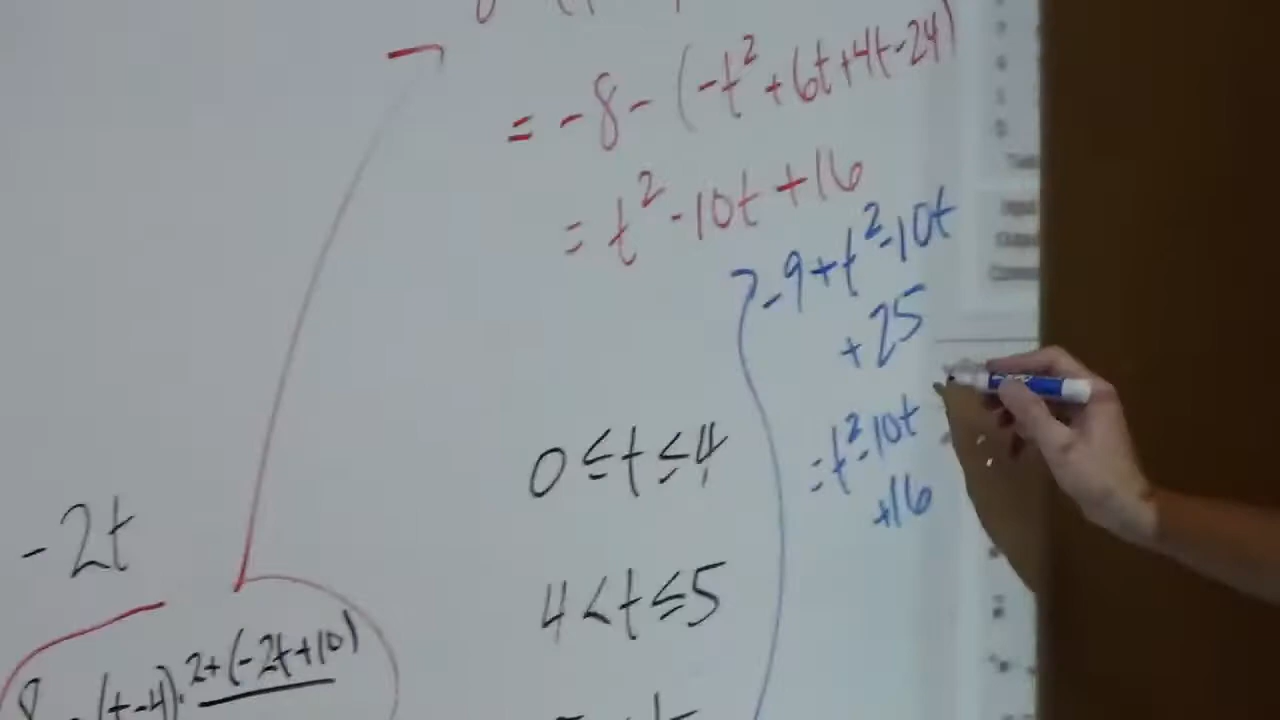 = -8 - (-t² + 6t + 4t - 24)
= t² - 10t + 16
-9 + t² - 10t
+ 25
= t² - 10t
+ 16
0 ≤ t ≤ 4
-2t
4 < t ≤ 5
8 - (t-4) · 2+(-2t+10)